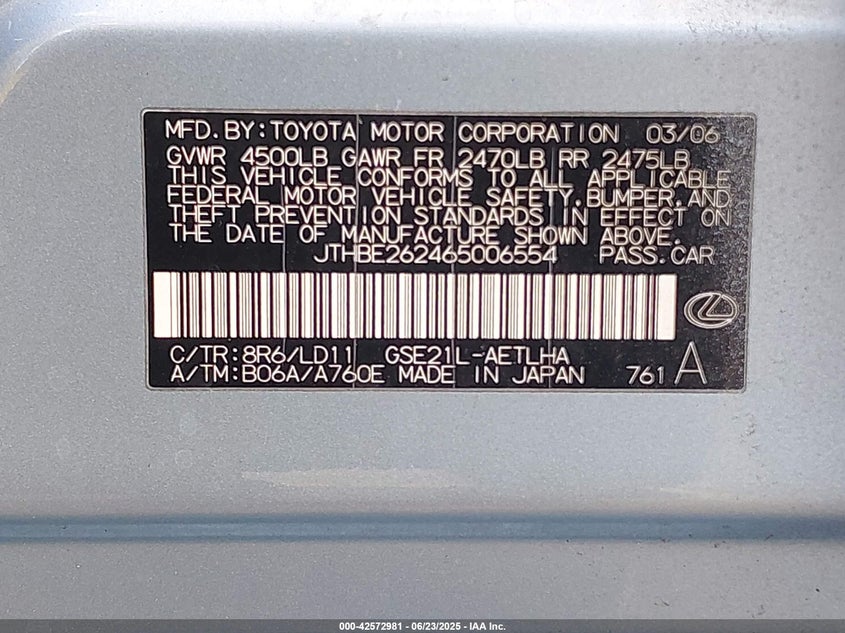 MFD.BY:TOYOTA MOTOR CORPORATION 03/06
GVWR 4500LB GAWR FR 2470LB RR 2475LB
THIS VEHICLE CONFORMS TO ALL APPLICABLE
FEDERAL MOTOR VEHICLE SAFETY,BUMPER,AND
THEFT PREVENTION STANDARDS IN EFFECT ON
THE DATE OF MANUFACTURE SHOWN ABOVE.
JTHBE262465006554 PASS.CAR
C/TR:8R6/LD11 GSE21L-AETLHA
A/TM:B06A/A760E MADE IN JAPAN 761 A
000-42572981 - 06/23/2025 - IAA Inc.